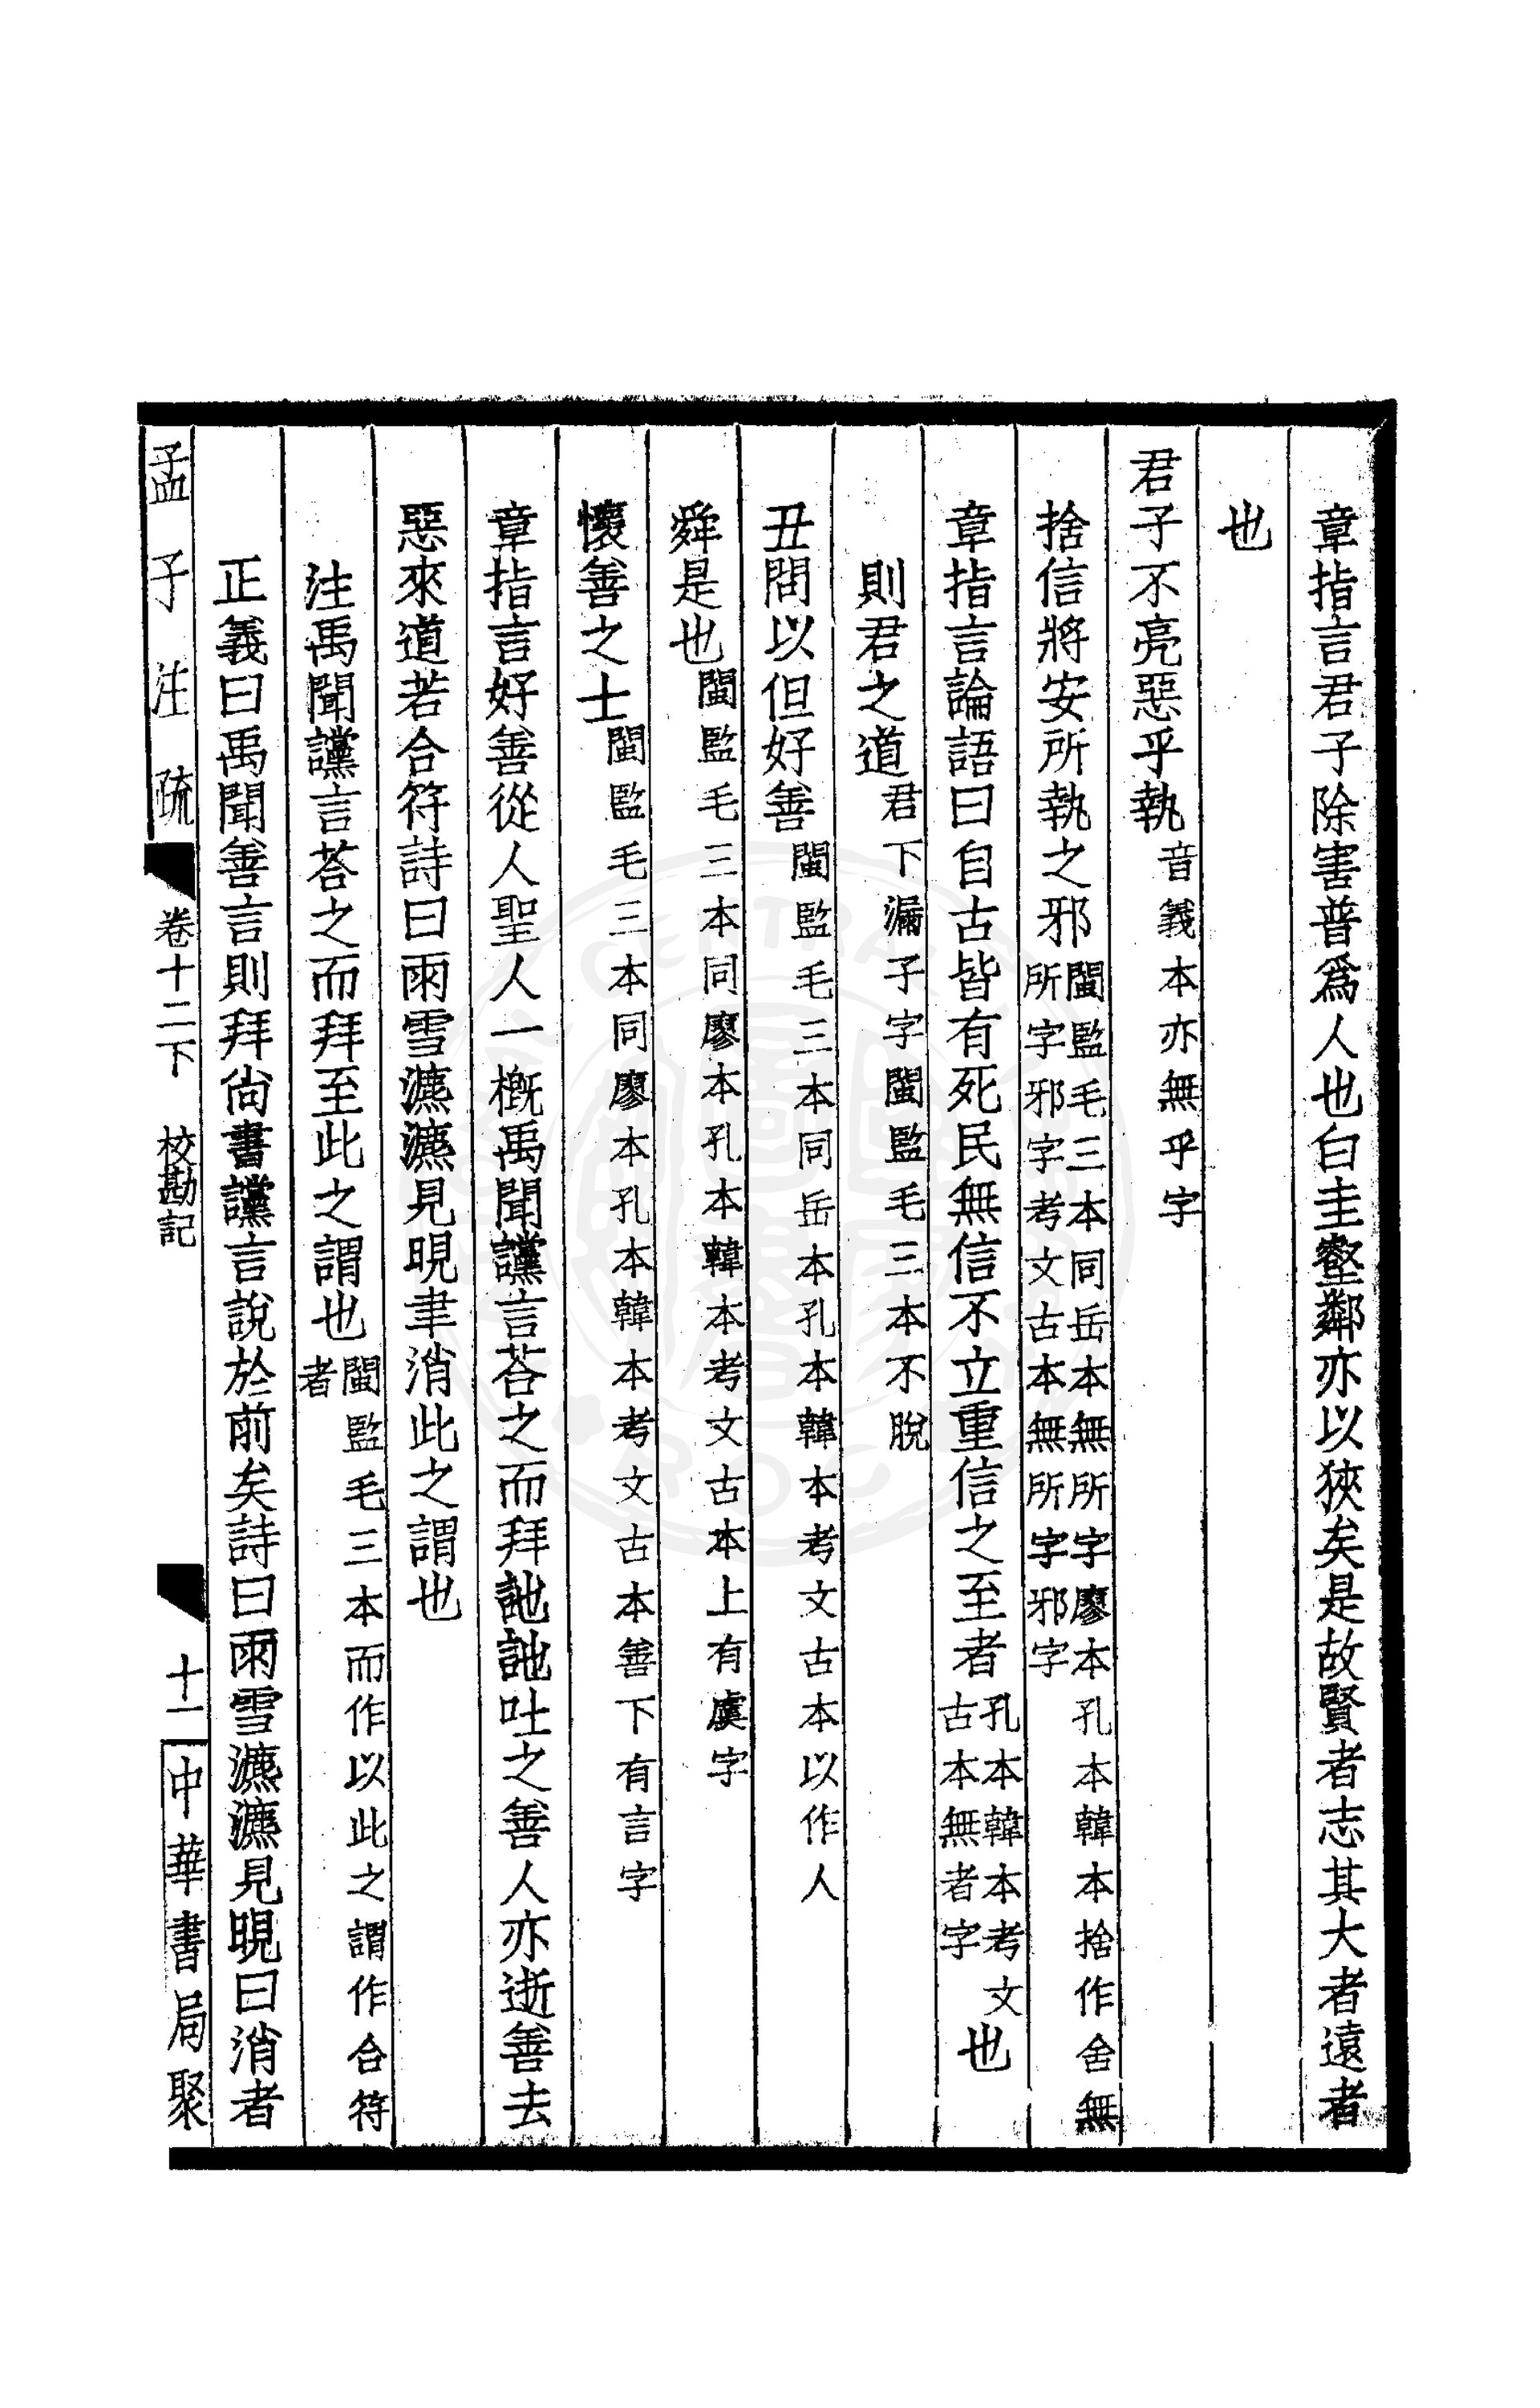 章指言君子除害普爲人也白圭壑鄰亦以狹矣是故賢者志其大者遠者
也
君子不亮惡乎執音義本亦無乎字
捨信將安所執之邪閩監毛三本同岳本無所字廖本孔本韓本捨作舍無所字邪字考文古本無所字邪字
章指言論語曰自古皆有死民無信不立重信之至者孔本韓本考文古本無者字也
則君之道君下漏子字閩監毛三本不脫
丑問以但好善閩監毛三本同岳本孔本韓本考文古本以作人
舜是也閩監毛三本同廖本孔本韓本考文古本上有虞字
懷善之士閩監毛三本同廖本孔本韓本考文古本善下有言字
章指言好善從人聖人一槪禹聞讜言荅之而拜訑訑吐之善人亦逝善去
惡來道若合符詩曰雨雪瀌瀌見晛聿消此之謂也
注禹聞讜言荅之而拜至此之謂也閩監毛三本而作以此之謂作合符者
正義曰禹聞善言則拜尙書讜言說於前矣詩曰雨雪瀌瀌見晛曰消者
孟子注疏 卷十二下 校勘記 十一 中華書局聚